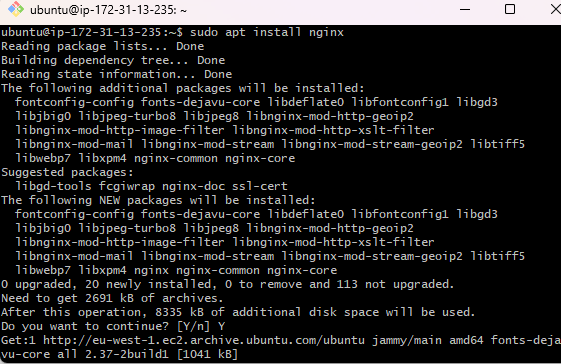 ubuntu@ip-172-31-13-235: ~
ubuntu@ip-172-31-13-235:~$ sudo apt install nginx
Reading package lists... Done
Building dependency tree... Done
Reading state information... Done
The following additional packages will be installed:
  fontconfig-config fonts-dejavu-core libdeflate0 libfontconfig1 libgd3
  libjbig0 libjpeg-turbo8 libjpeg8 libnginx-mod-http-geoip2
  libnginx-mod-http-image-filter libnginx-mod-http-xslt-filter
  libnginx-mod-mail libnginx-mod-stream libnginx-mod-stream-geoip2 libtiff5
  libwebp7 libxpm4 nginx-common nginx-core
Suggested packages:
  libgd-tools fcgiwrap nginx-doc ssl-cert
The following NEW packages will be installed:
  fontconfig-config fonts-dejavu-core libdeflate0 libfontconfig1 libgd3
  libjbig0 libjpeg-turbo8 libjpeg8 libnginx-mod-http-geoip2
  libnginx-mod-http-image-filter libnginx-mod-http-xslt-filter
  libnginx-mod-mail libnginx-mod-stream libnginx-mod-stream-geoip2 libtiff5
  libwebp7 libxpm4 nginx nginx-common nginx-core
0 upgraded, 20 newly installed, 0 to remove and 113 not upgraded.
Need to get 2691 kB of archives.
After this operation, 8335 kB of additional disk space will be used.
Do you want to continue? [Y/n] Y
Get:1 http://eu-west-1.ec2.archive.ubuntu.com/ubuntu jammy/main amd64 fonts-deja
vu-core all 2.37-2build1 [1041 kB]